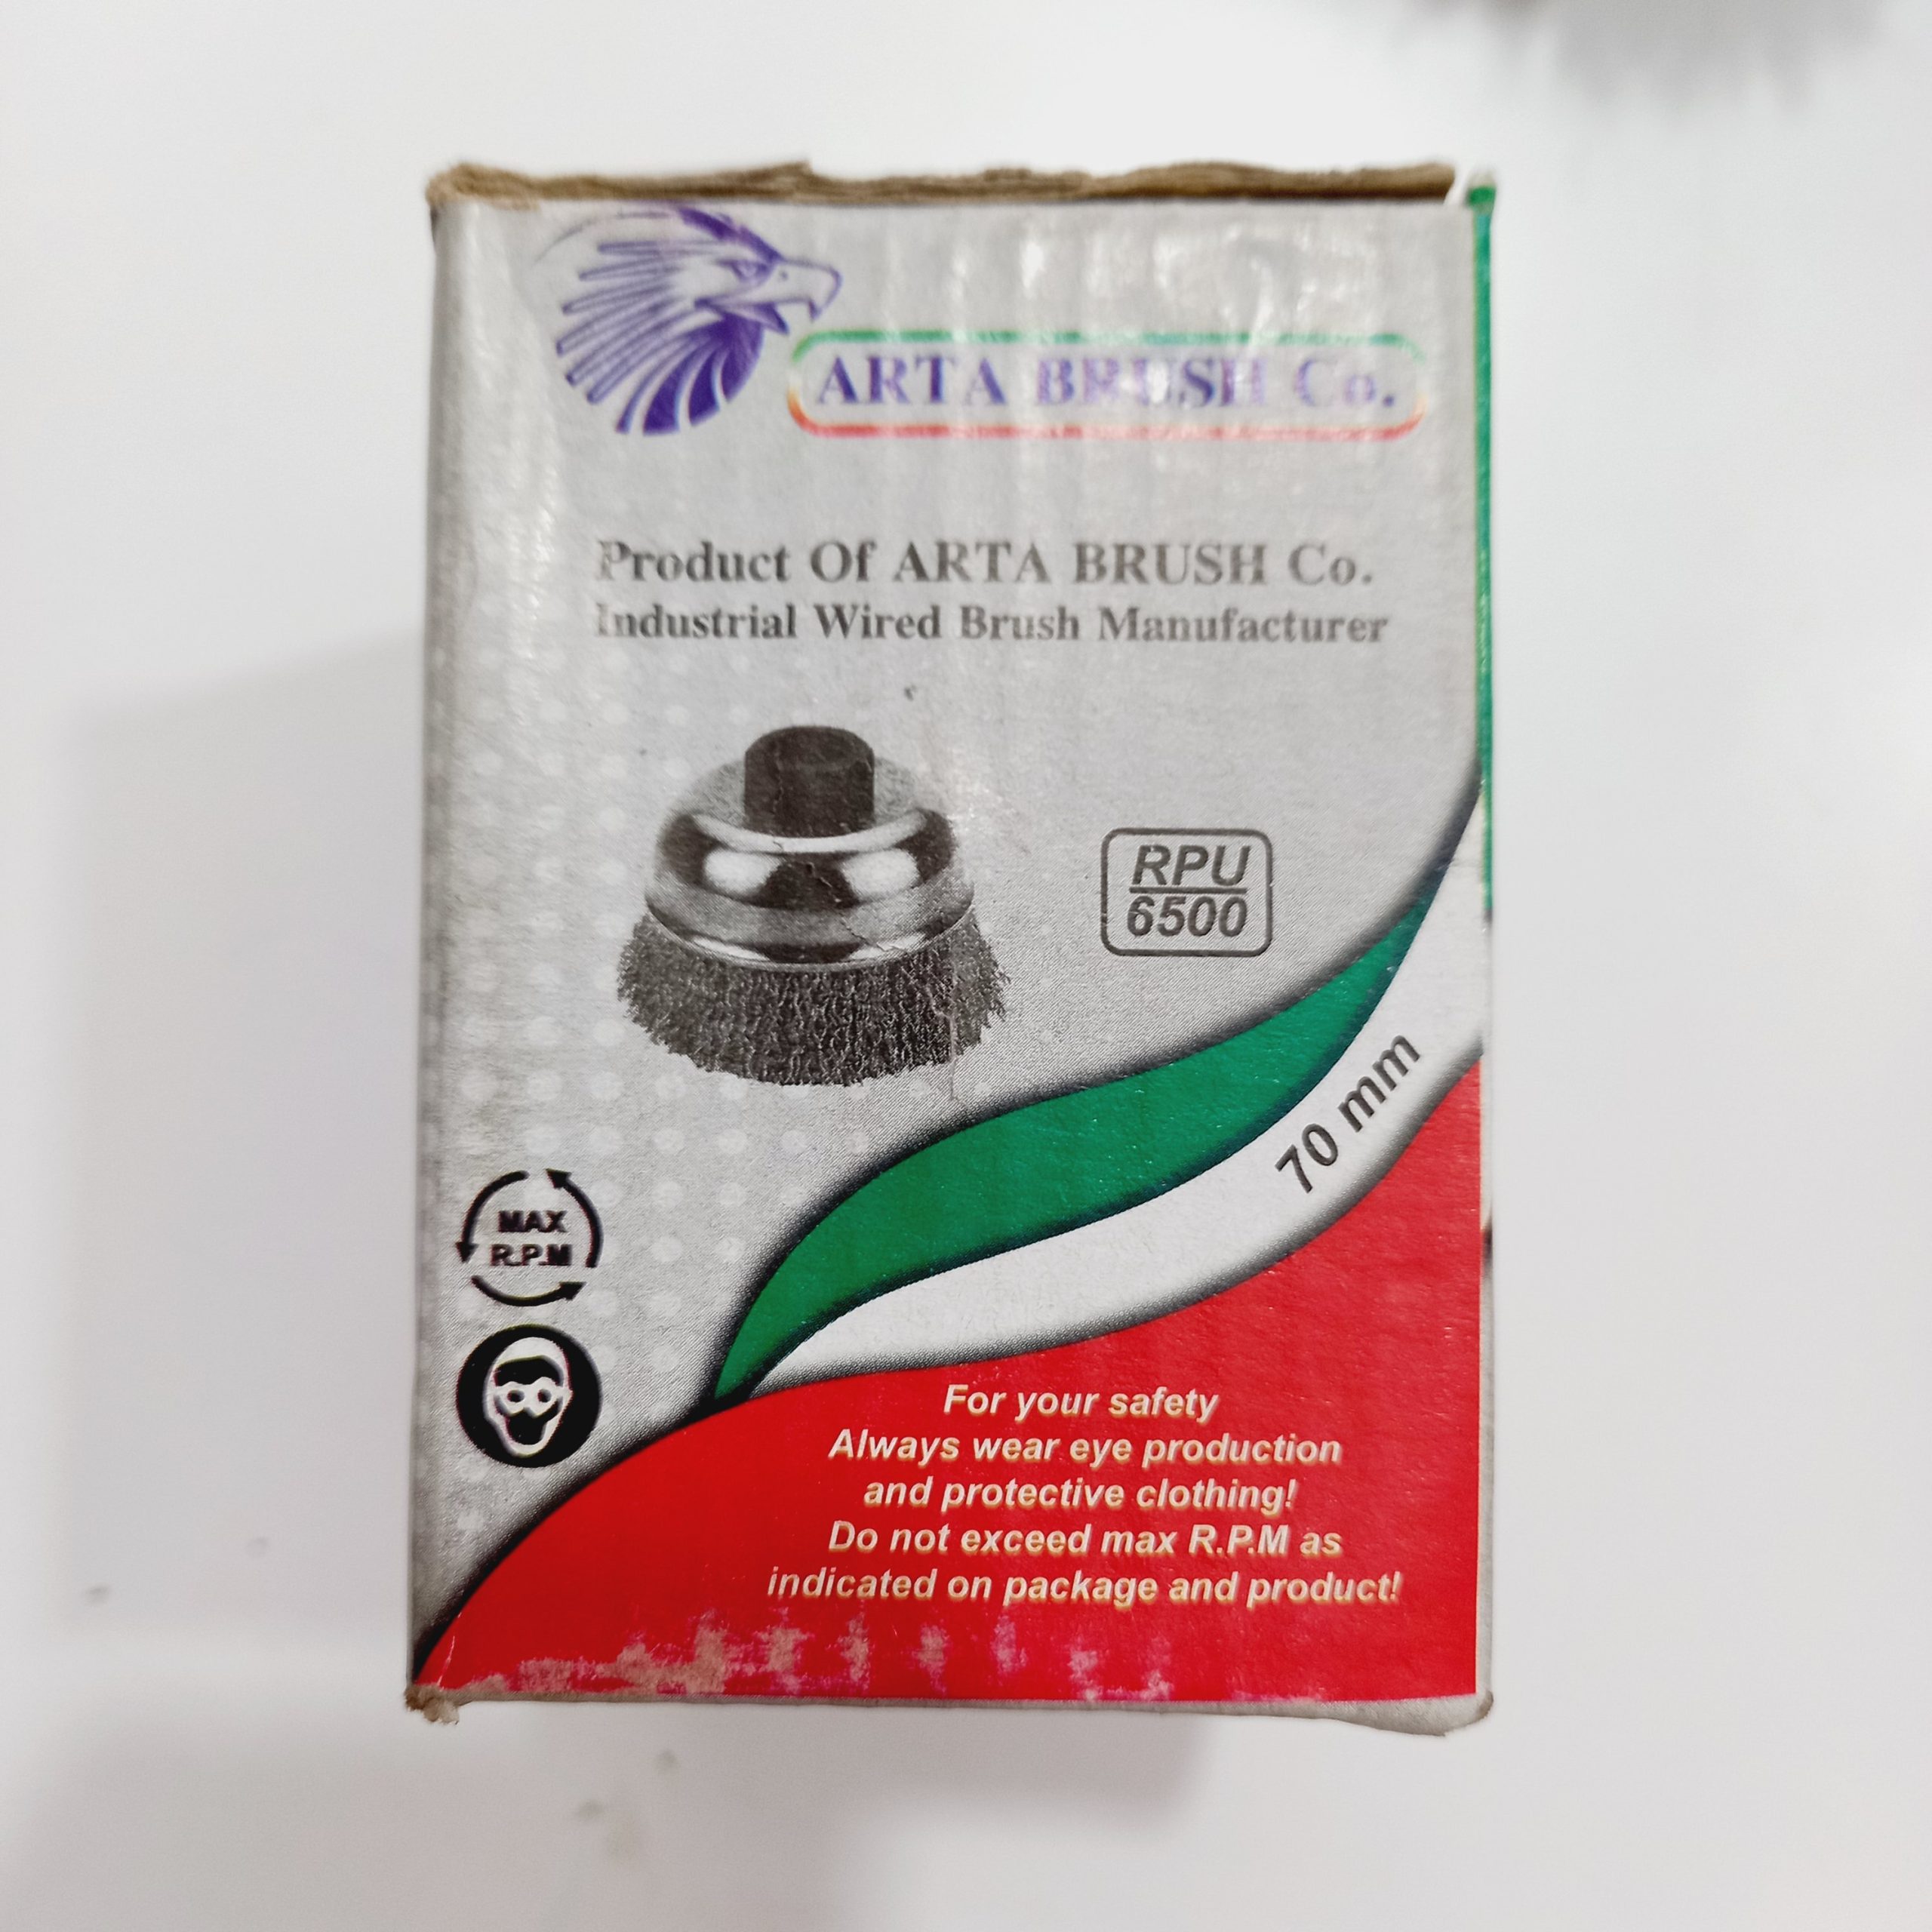 ARTA BRUSH Co.
Product Of ARTA BRUSH Co.
Industrial Wired Brush Manufacturer
RPU
6500
70 mm
MAX
R.P.M
For your safety
Always wear eye production
and protective clothing!
Do not exceed max R.P.M as
indicated on package and product!